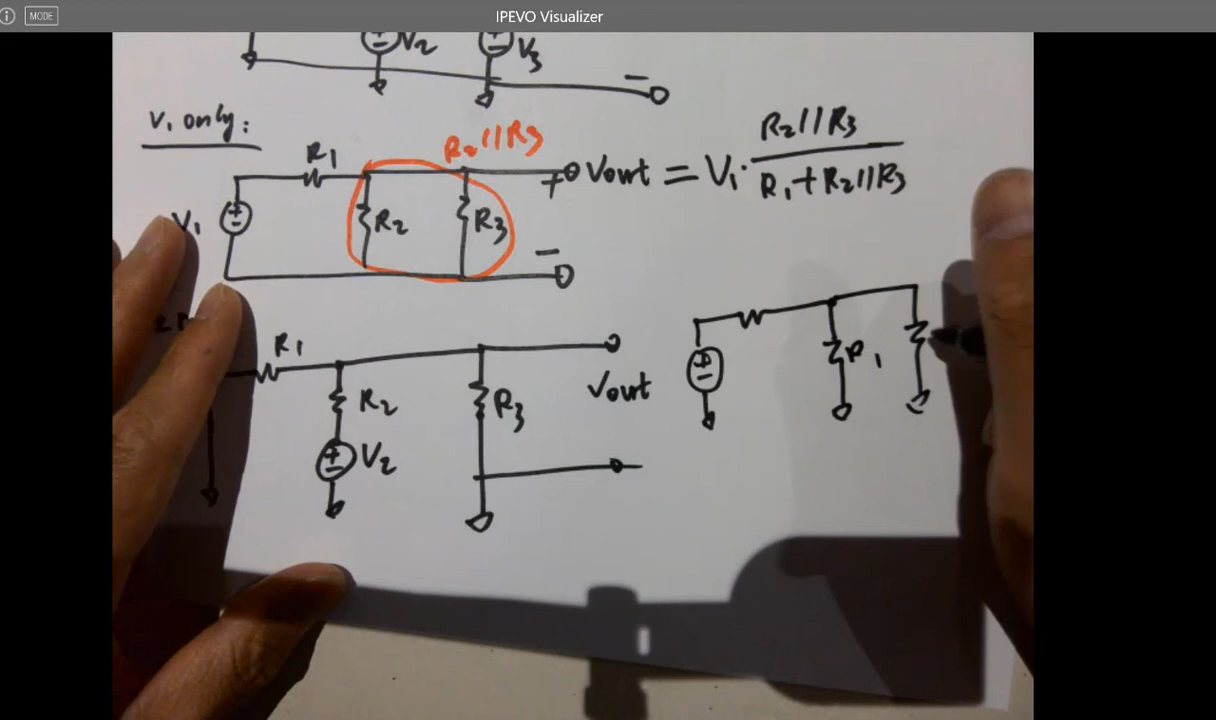 MODE
IPEVO Visualizer
V2
V3
−
V1 only:
R1
R2//R3
+
Vout = V1 · R2//R3
R1+R2//R3
V1
R2
R3
−
R1
R2
V2
R3
Vout
R1